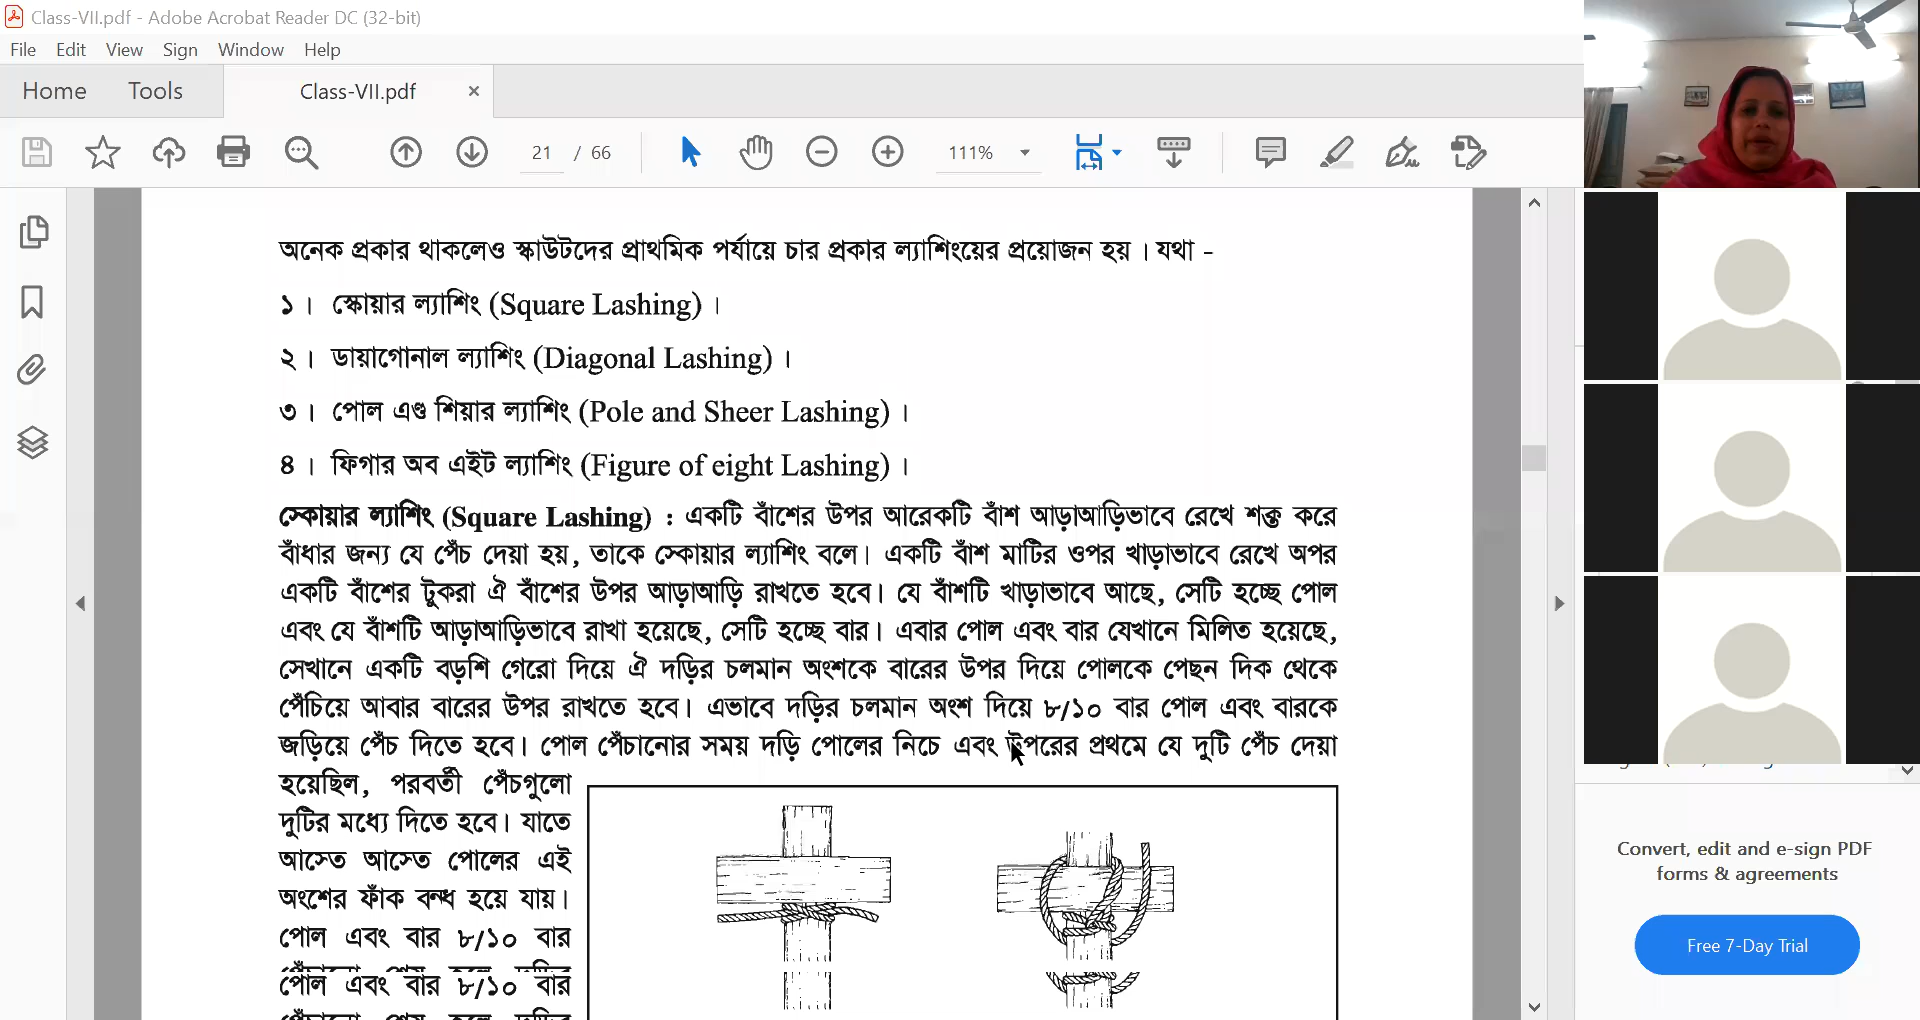 Class-VII.pdf - Adobe Acrobat Reader DC (32-bit)
File Edit View Sign Window Help
Home Tools Class-VII.pdf ×
21 / 66 111%
অনেক প্রকার থাকলেও স্কাউটদের প্রাথমিক পর্যায়ে চার প্রকার ল্যাশিংয়ের প্রয়োজন হয় । যথা -
১ । স্কোয়ার ল্যাশিং (Square Lashing) ।
২ । ডায়াগোনাল ল্যাশিং (Diagonal Lashing) ।
৩ । পোল এণ্ড শিয়ার ল্যাশিং (Pole and Sheer Lashing) ।
৪ । ফিগার অব এইট ল্যাশিং (Figure of eight Lashing) ।
স্কোয়ার ল্যাশিং (Square Lashing) : একটি বাঁশের উপর আরেকটি বাঁশ আড়াআড়িভাবে রেখে শক্ত করে
বাঁধার জন্য যে পেঁচ দেয়া হয়, তাকে স্কোয়ার ল্যাশিং বলে। একটি বাঁশ মাটির ওপর খাড়াভাবে রেখে অপর
একটি বাঁশের টুকরা ঐ বাঁশের উপর আড়াআড়ি রাখতে হবে। যে বাঁশটি খাড়াভাবে আছে, সেটি হচ্ছে পোল
এবং যে বাঁশটি আড়াআড়িভাবে রাখা হয়েছে, সেটি হচ্ছে বার। এবার পোল এবং বার যেখানে মিলিত হয়েছে,
সেখানে একটি বড়শি গেরো দিয়ে ঐ দড়ির চলমান অংশকে বারের উপর দিয়ে পোলকে পেছন দিক থেকে
পেঁচিয়ে আবার বারের উপর রাখতে হবে। এভাবে দড়ির চলমান অংশ দিয়ে ৮/১০ বার পোল এবং বারকে
জড়িয়ে পেঁচ দিতে হবে। পোল পেঁচানোর সময় দড়ি পোলের নিচে এবং উপরের প্রথমে যে দুটি পেঁচ দেয়া
হয়েছিল, পরবর্তী পেঁচগুলো
দুটির মধ্যে দিতে হবে। যাতে
আস্তে আস্তে পোলের এই
অংশের ফাঁক বন্ধ হয়ে যায়।
পোল এবং বার ৮/১০ বার
পোল এবং বার ৮/১০ বার
Convert, edit and e-sign PDF
forms & agreements
Free 7-Day Trial